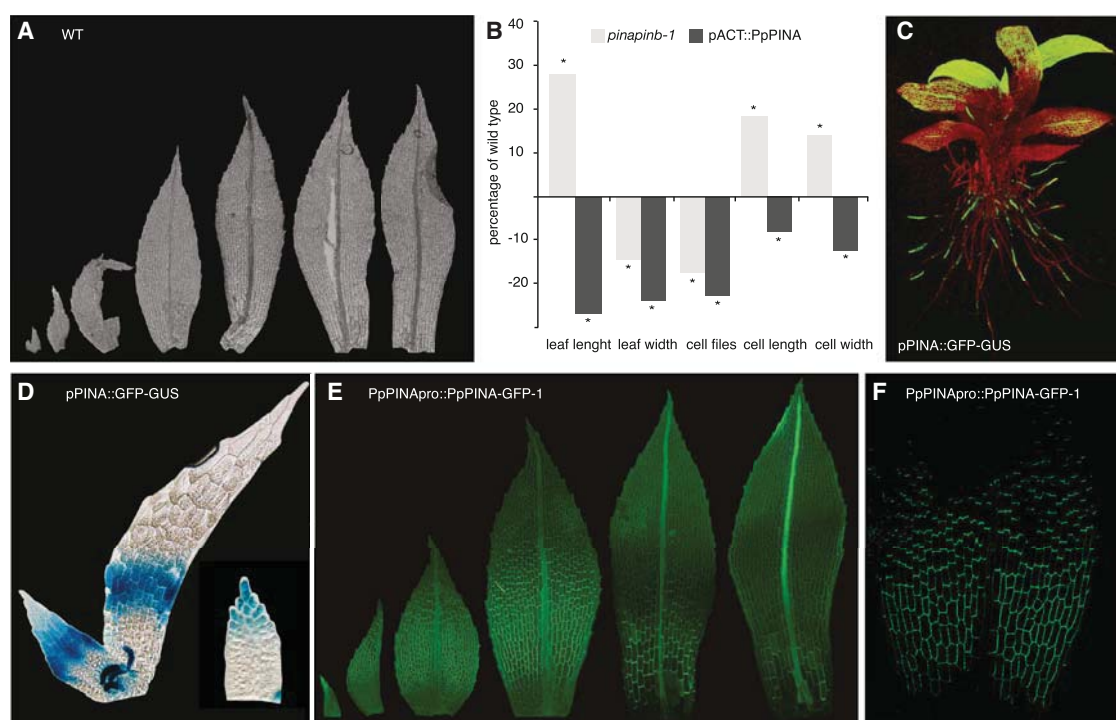 A
WT
B
pinapinb-1 pACT::PpPINA
percentage of wild type
40
30
20
10
-10
-20
*
*
*
*
*
*
*
*
*
*
leaf lenght leaf width cell files cell length cell width
C
pPINA::GFP-GUS
D
pPINA::GFP-GUS
E
PpPINApro::PpPINA-GFP-1
F
PpPINApro::PpPINA-GFP-1